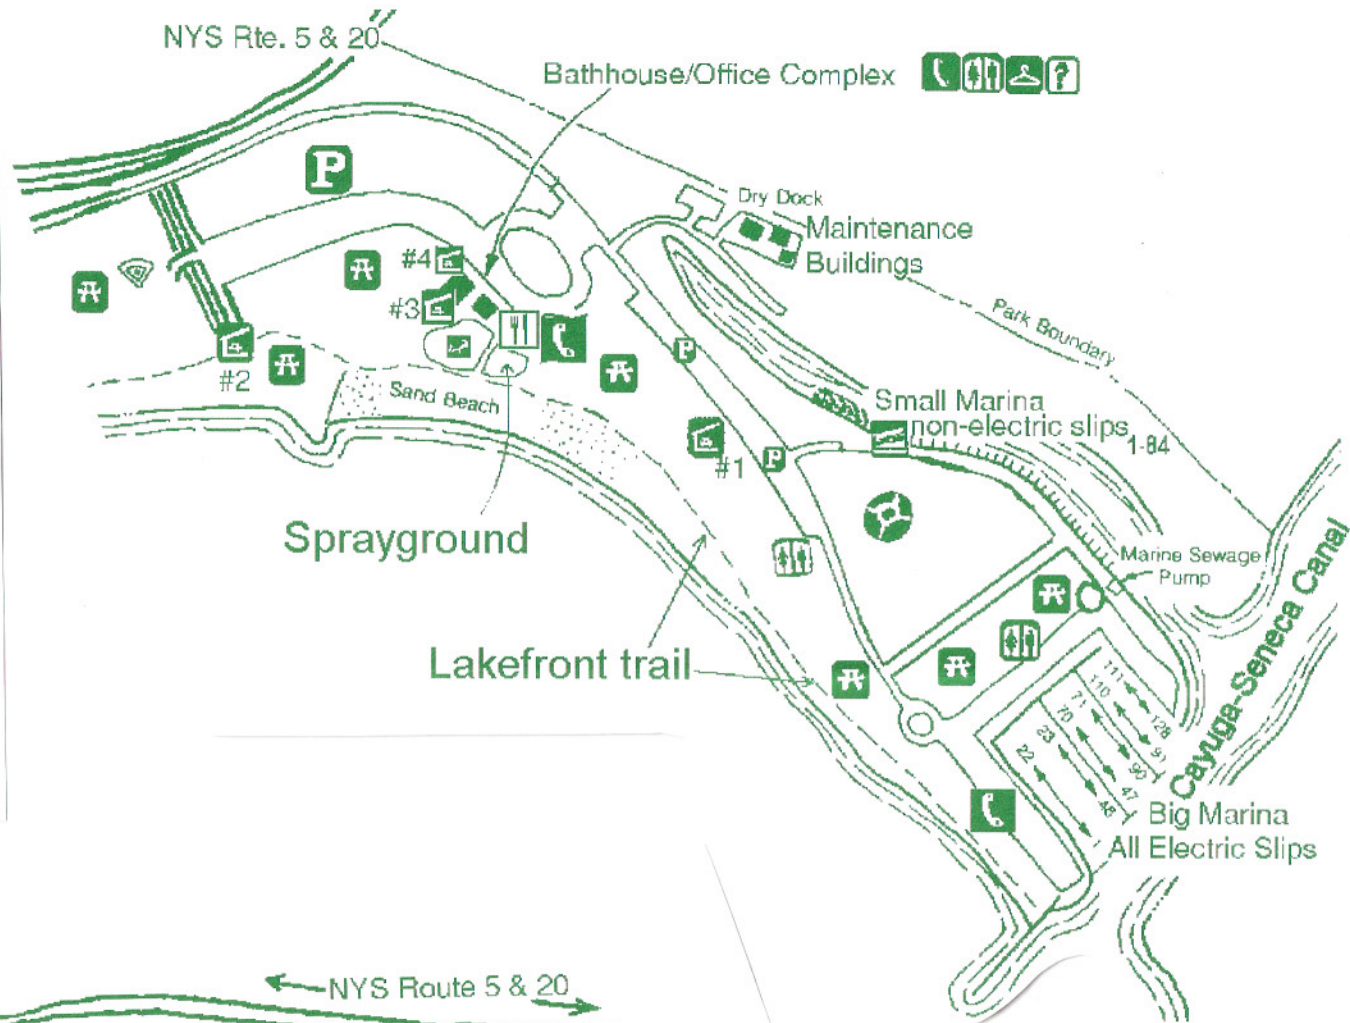 NYS Rte. 5 & 20
Bathhouse/Office Complex
?
P
Dry Dock
Maintenance
Buildings
#4
#3
Park Boundary
P
#2
Sand Beach
Small Marina
non-electric slips
1-84
#1
P
Sprayground
Marine Sewage
Pump
Cayuga-Seneca Canal
Lakefront trail
111
110
71
70
23
22
128
91
90
47
46
Big Marina
All Electric Slips
NYS Route 5 & 20